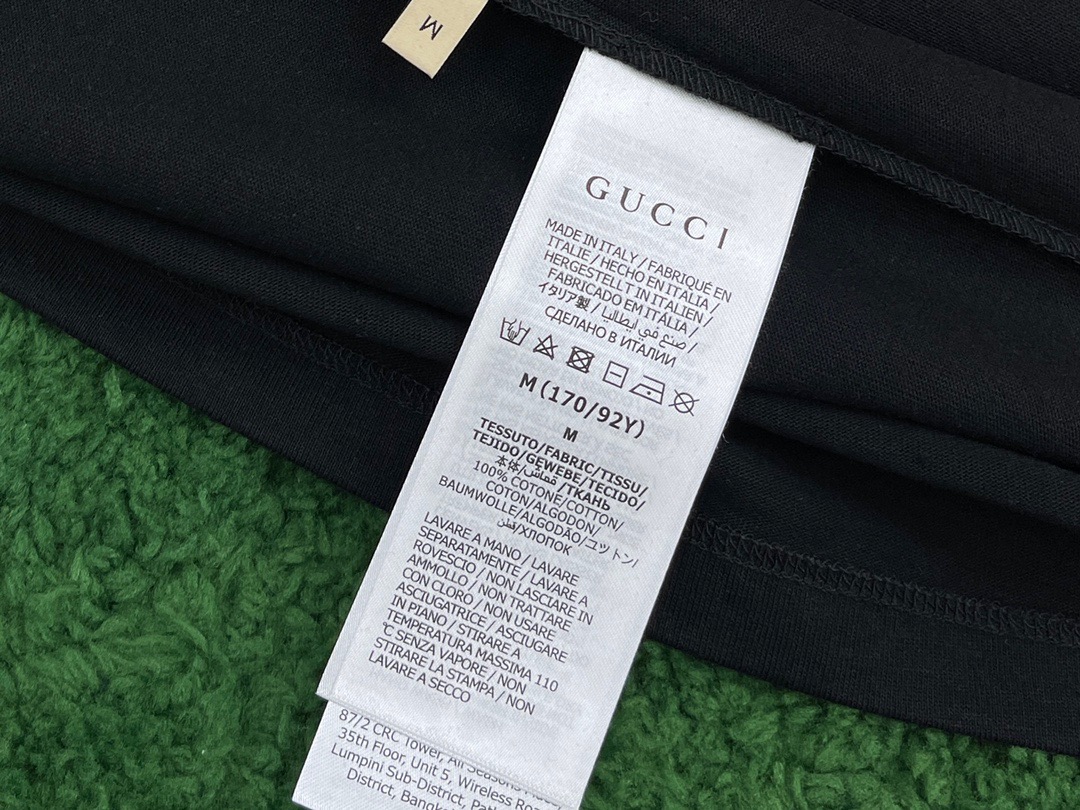 M
GUCCI
MADE IN ITALY / FABRIQUÉ EN
ITALIE / HECHO EN ITALIA /
HERGESTELLT IN ITALIEN /
FABRICADO EM ITÁLIA /
イタリア製 / صنع في ايطاليا /
СДЕЛАНО В ИТАЛИИ
M (170/92Y)
M
TESSUTO/FABRIC/TISSU/
TEJIDO/GEWEBE/TECIDO/
本体/قماش/ТКАНЬ
100% COTONE/COTTON/
COTON/ALGODON/
BAUMWOLLE/ALGODÃO/コットン/
قطن/ХЛОПОК
LAVARE A MANO / LAVARE
SEPARATAMENTE / LAVARE A
ROVESCIO / NON LASCIARE IN
AMMOLLO / NON TRATTARE
CON CLORO / NON USARE
ASCIUGATRICE / ASCIUGARE
IN PIANO / STIRARE A
TEMPERATURA MASSIMA 110
°C SENZA VAPORE / NON
STIRARE LA STAMPA / NON
LAVARE A SECCO
87/2 CRC Tower, All Seasons
35th Floor, Unit 5, Wireless
Lumpini Sub-District,
District,